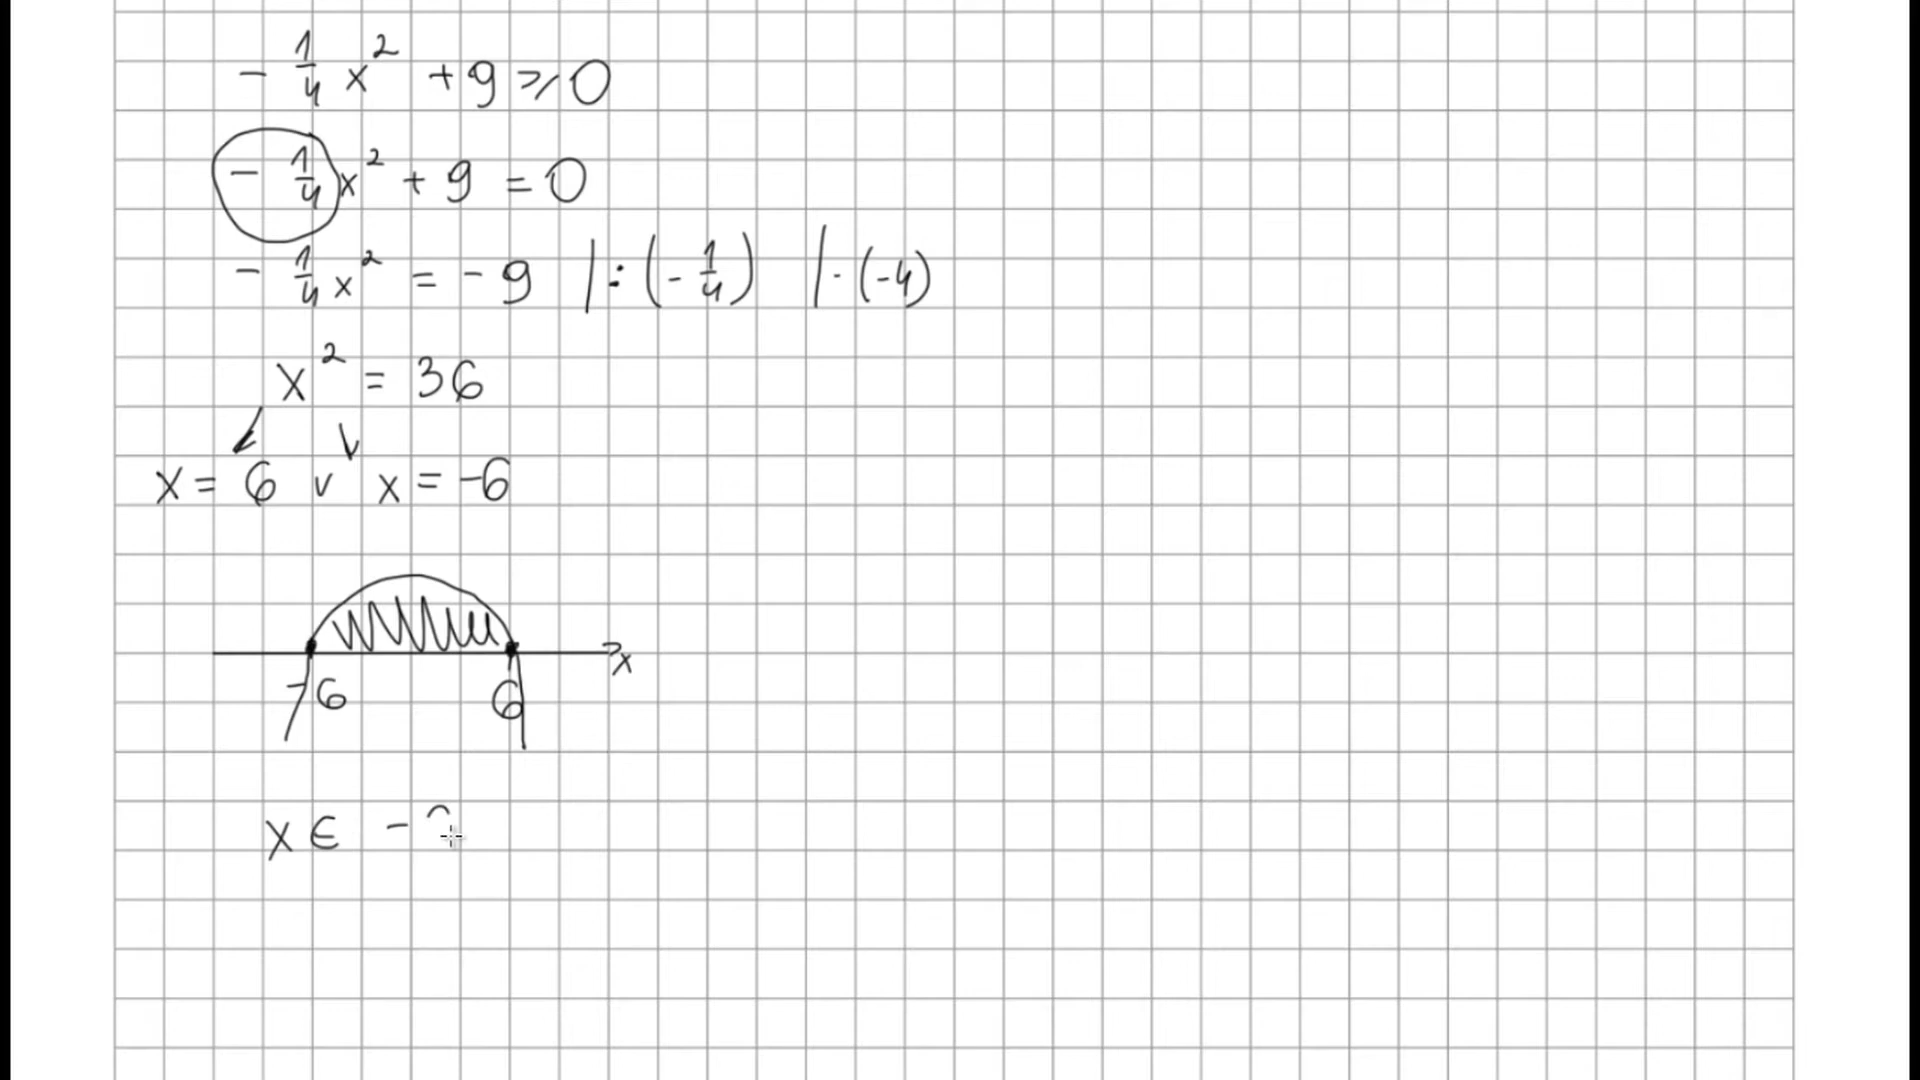 - 1/4 x² + 9 ⩾ 0
- 1/4 x² + 9 = 0
- 1/4 x² = - 9 | : (- 1/4) | · (-4)
x² = 36
x = 6 v x = -6
x
-6 6
x ∈ -